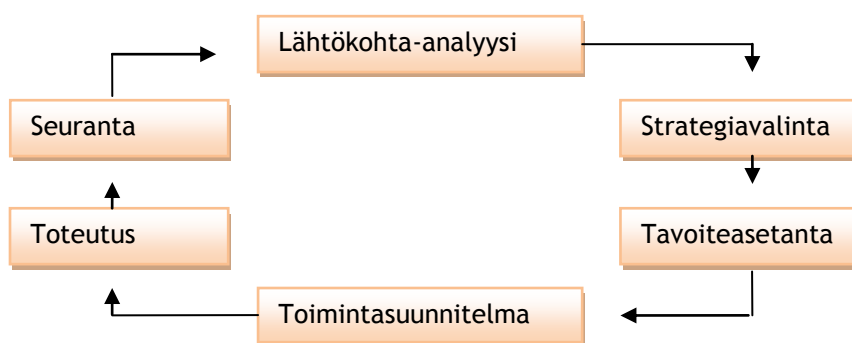 Lähtökohta-analyysi
Seuranta
Strategiavalinta
Toteutus
Tavoiteasetanta
Toimintasuunnitelma